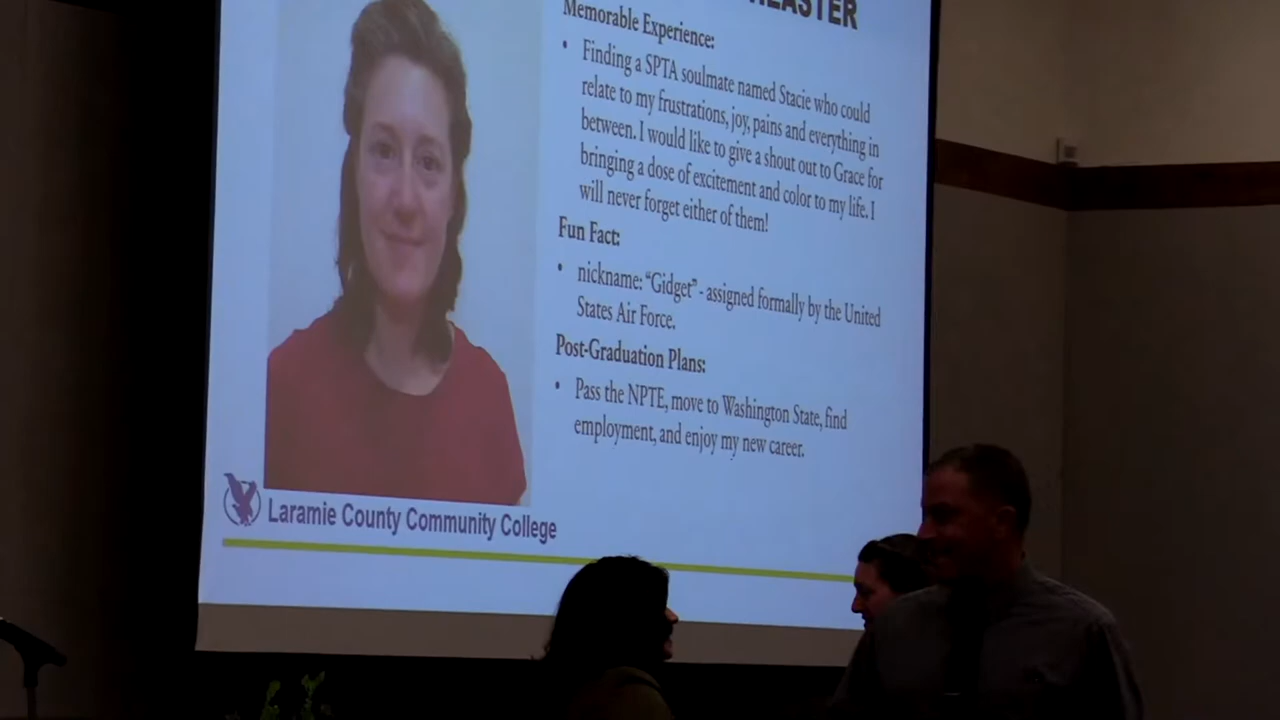 Memorable Experience:
• Finding a SPTA soulmate named Stacie who could
relate to my frustrations, joy, pains and everything in
between. I would like to give a shout out to Grace for
bringing a dose of excitement and color to my life. I
will never forget either of them!
Fun Fact:
• nickname: “Gidget” - assigned formally by the United
States Air Force.
Post-Graduation Plans:
• Pass the NPTE, move to Washington State, find
employment, and enjoy my new career.
Laramie County Community College